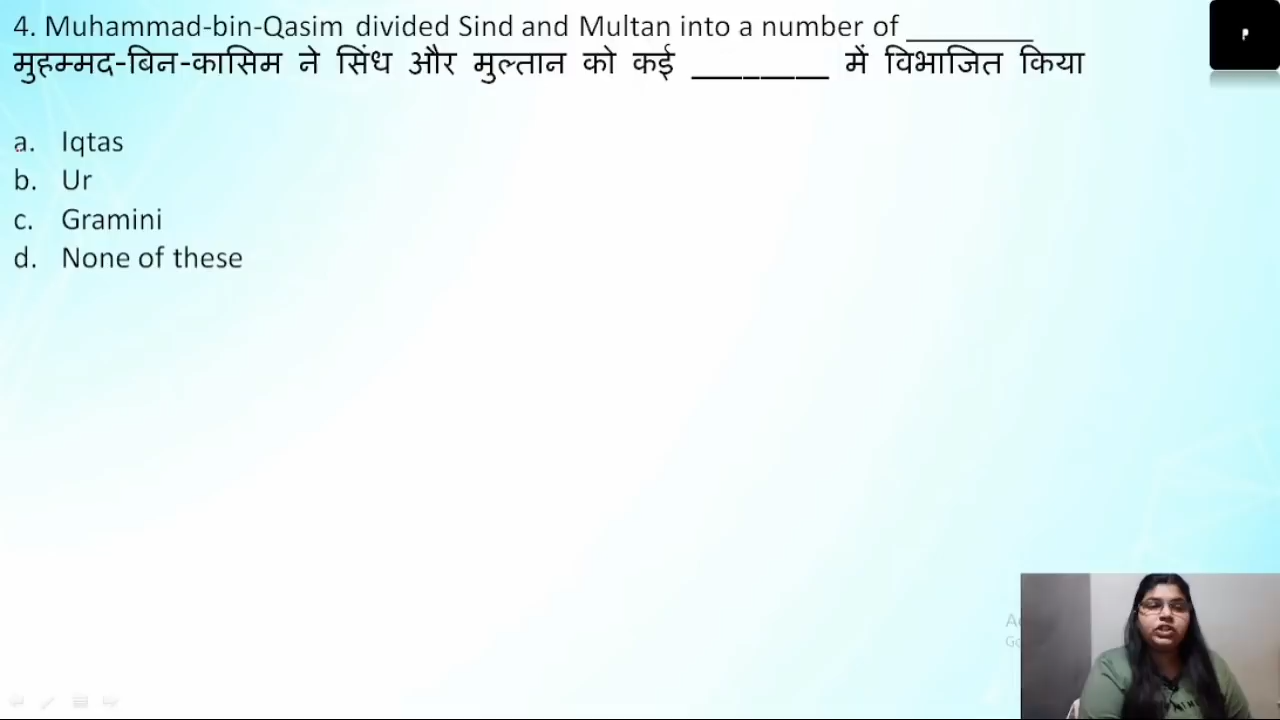 4. Muhammad-bin-Qasim divided Sind and Multan into a number of _________
मुहम्मद-बिन-कासिम ने सिंध और मुल्तान को कई ________ में विभाजित किया
a. Iqtas
b. Ur
c. Gramini
d. None of these